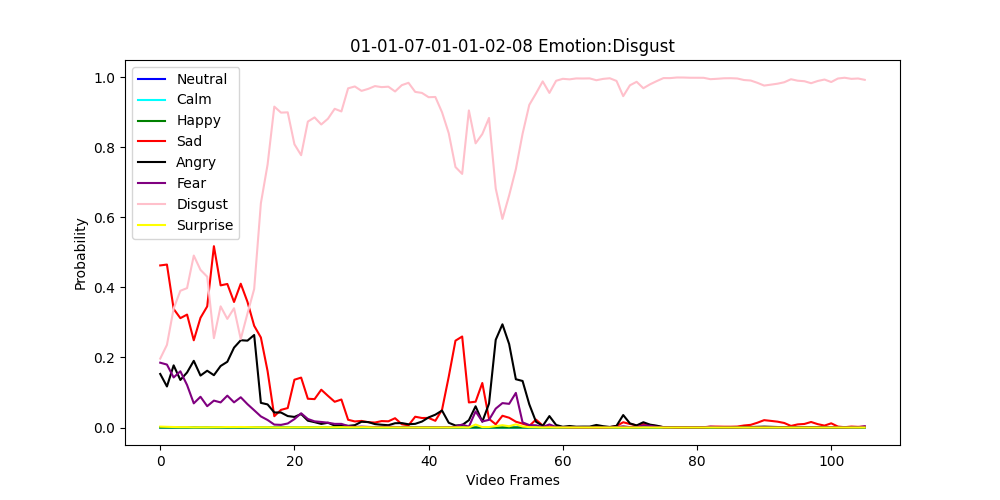 01-01-07-01-01-02-08 Emotion:Disgust
1.0
0.8
0.6
0.4
0.2
0.0
Probability
Neutral
Calm
Happy
Sad
Angry
Fear
Disgust
Surprise
0 20 40 60 80 100
Video Frames